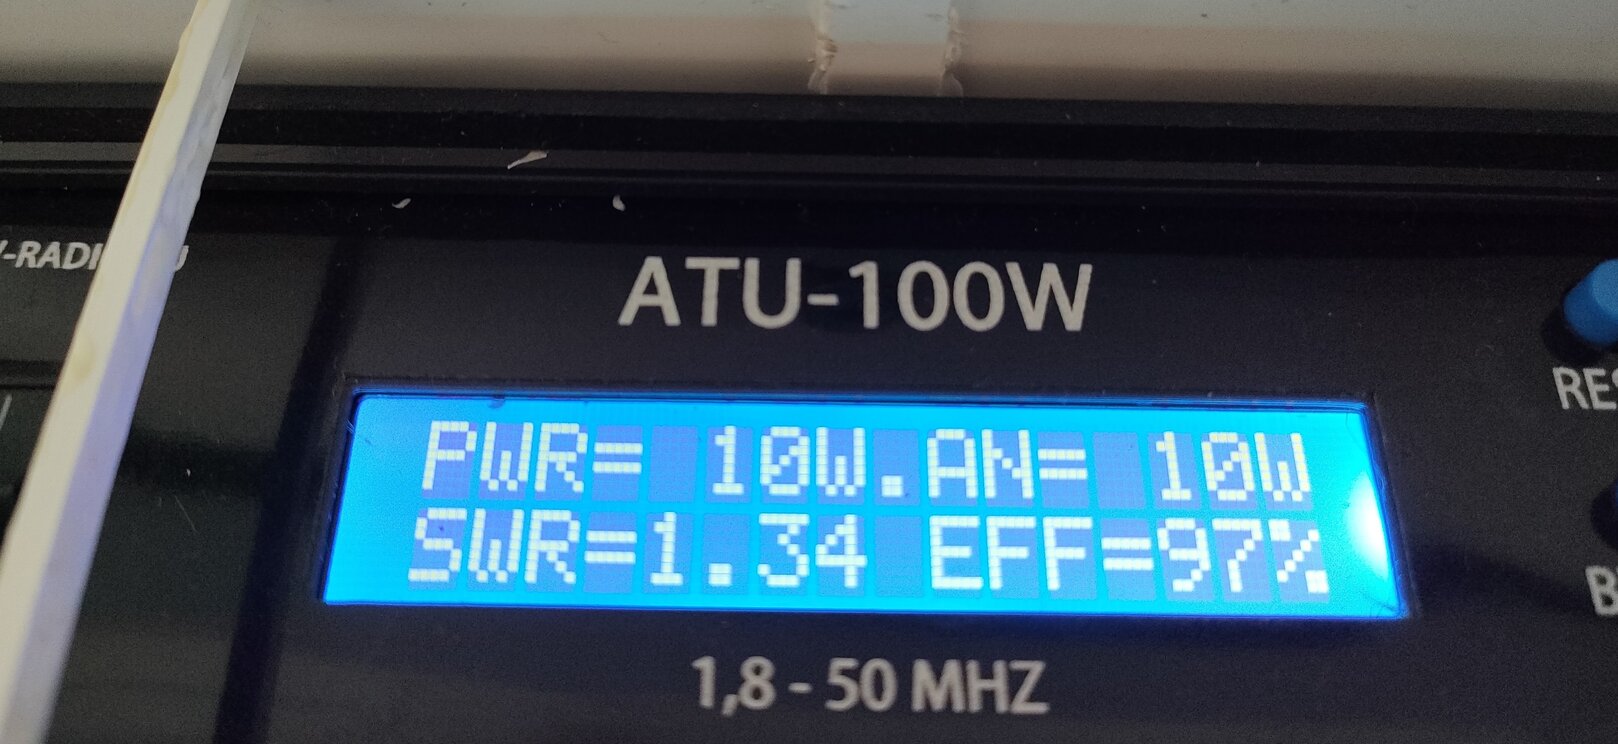 ATU-100W
PWR=  10W.AN=  10W
SWR=1.34 EFF=97%
1,8 - 50 MHZ